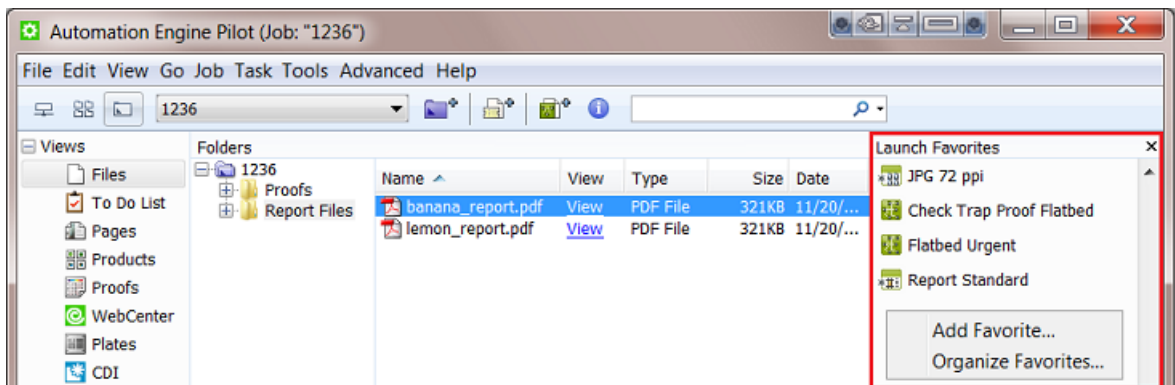 Automation Engine Pilot (Job: "1236")
File Edit View Go Job Task Tools Advanced Help
1236
Views
Files
To Do List
Pages
Products
Proofs
WebCenter
Plates
CDI
Folders
1236
Proofs
Report Files
Name View Type Size Date
banana_report.pdf View PDF File 321KB 11/20/...
lemon_report.pdf View PDF File 321KB 11/20/...
Launch Favorites
JPG 72 ppi
Check Trap Proof Flatbed
Flatbed Urgent
Report Standard
Add Favorite...
Organize Favorites...